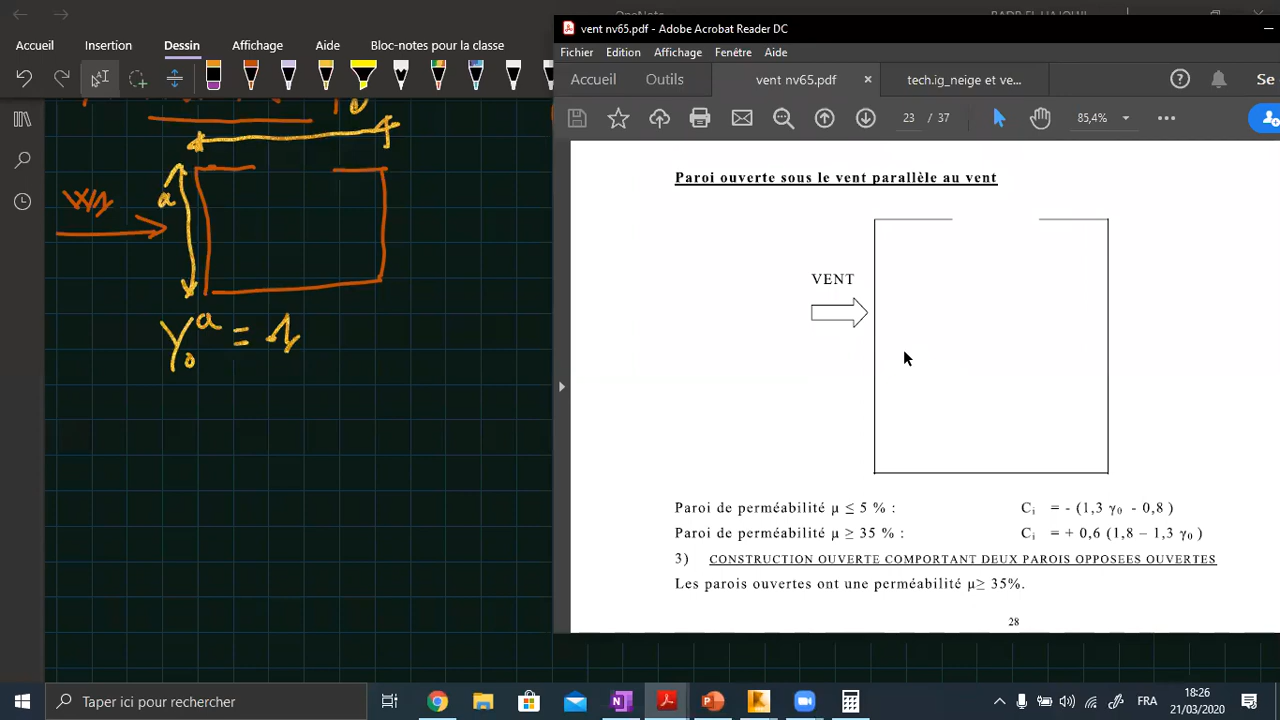 vent nv65.pdf - Adobe Acrobat Reader DC
Accueil Insertion Dessin Affichage Aide Bloc-notes pour la classe
Fichier Edition Affichage Fenêtre Aide
Accueil Outils vent nv65.pdf tech.ig_neige et ve... Se
23 / 37 85,4%
a
W1
γ₀ᵃ = 1
Paroi ouverte sous le vent parallèle au vent
VENT
Paroi de perméabilité μ ≤ 5 % : Cᵢ = - (1,3 γ₀ - 0,8 )
Paroi de perméabilité μ ≥ 35 % : Cᵢ = + 0,6 (1,8 – 1,3 γ₀ )
3) CONSTRUCTION OUVERTE COMPORTANT DEUX PAROIS OPPOSEES OUVERTES
Les parois ouvertes ont une perméabilité μ≥ 35%.
28
Taper ici pour rechercher
FRA
18:26
21/03/2020